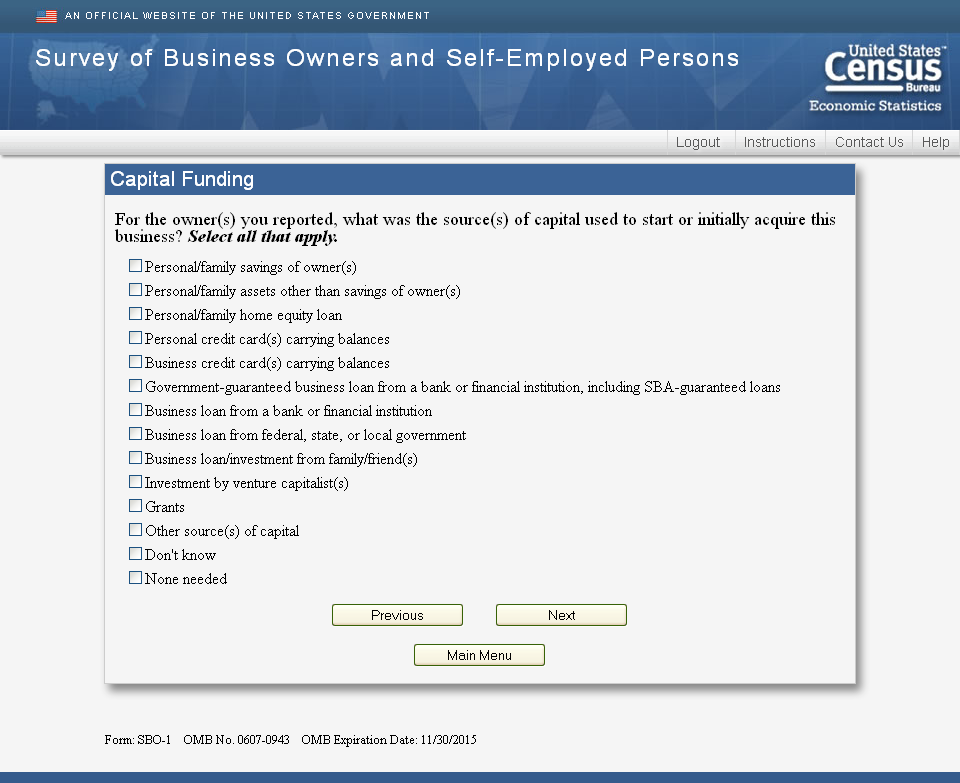 AN OFFICIAL WEBSITE OF THE UNITED STATES GOVERNMENT
Survey of Business Owners and Self-Employed Persons
United States™
Census
Bureau
Economic Statistics
Logout Instructions Contact Us Help
Capital Funding
For the owner(s) you reported, what was the source(s) of capital used to start or initially acquire this
business? Select all that apply.
Personal/family savings of owner(s)
Personal/family assets other than savings of owner(s)
Personal/family home equity loan
Personal credit card(s) carrying balances
Business credit card(s) carrying balances
Government-guaranteed business loan from a bank or financial institution, including SBA-guaranteed loans
Business loan from a bank or financial institution
Business loan from federal, state, or local government
Business loan/investment from family/friend(s)
Investment by venture capitalist(s)
Grants
Other source(s) of capital
Don't know
None needed
Previous Next
Main Menu
Form: SBO-1 OMB No. 0607-0943 OMB Expiration Date: 11/30/2015